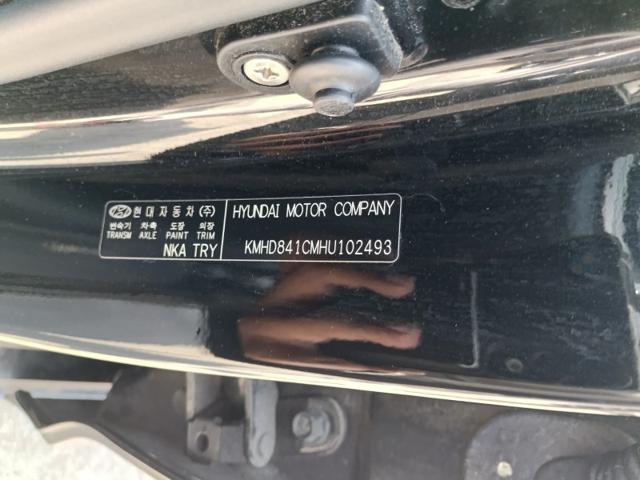 현대자동차(주)
변속기 차축 도장 의장
TRANSM AXLE PAINT TRIM
NKA TRY
HYUNDAI MOTOR COMPANY
KMHD841CMHU102493